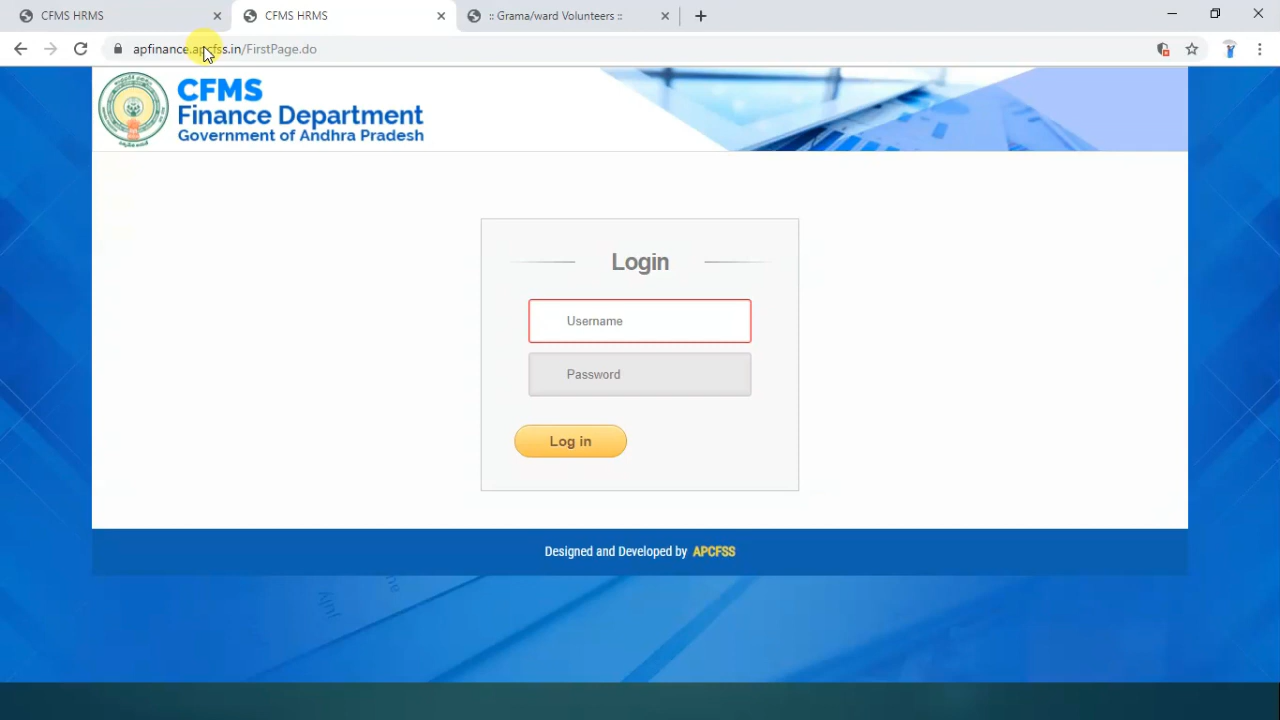 CFMS HRMS
CFMS HRMS
:: Grama/ward Volunteers ::
apfinance.apcfss.in/FirstPage.do
CFMS
Finance Department
Government of Andhra Pradesh
Login
Username
Password
Log in
Designed and Developed by APCFSS